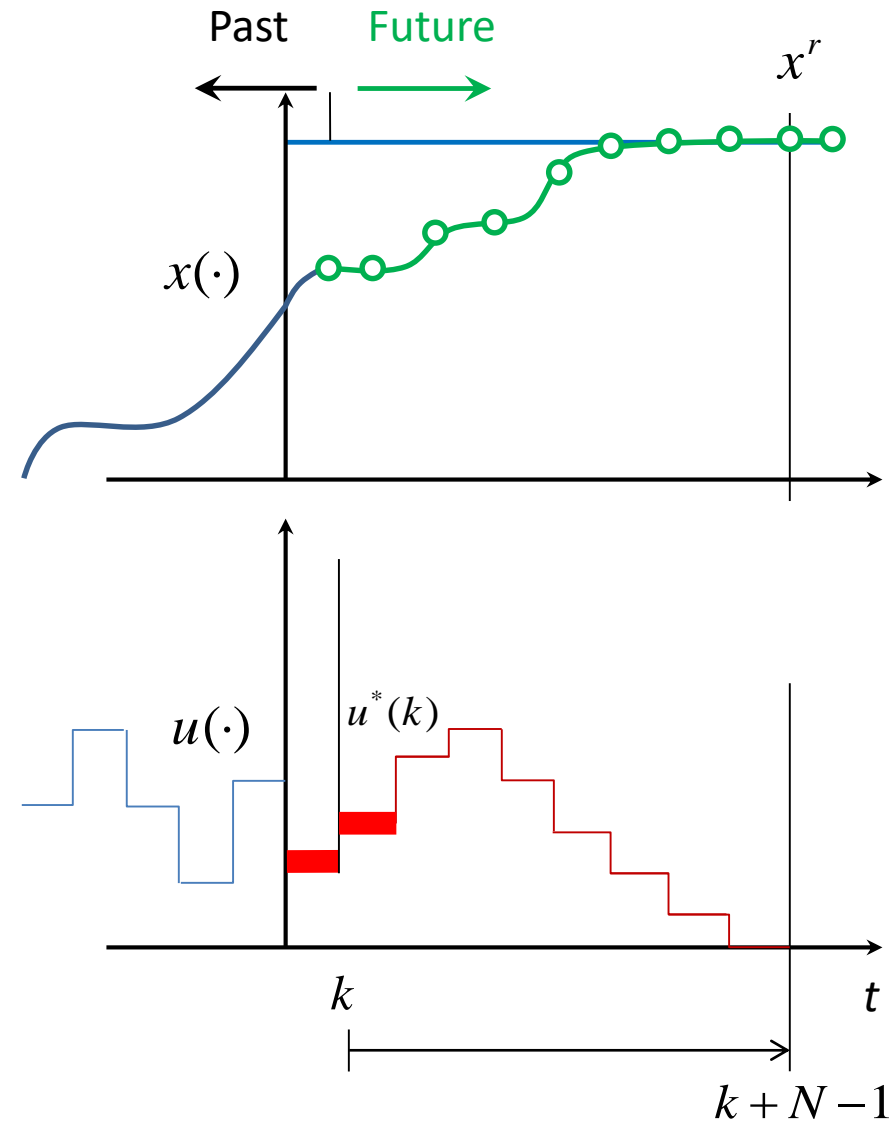 Past Future
x^r
x(·)
u*(k)
u(·)
k
t
k + N − 1